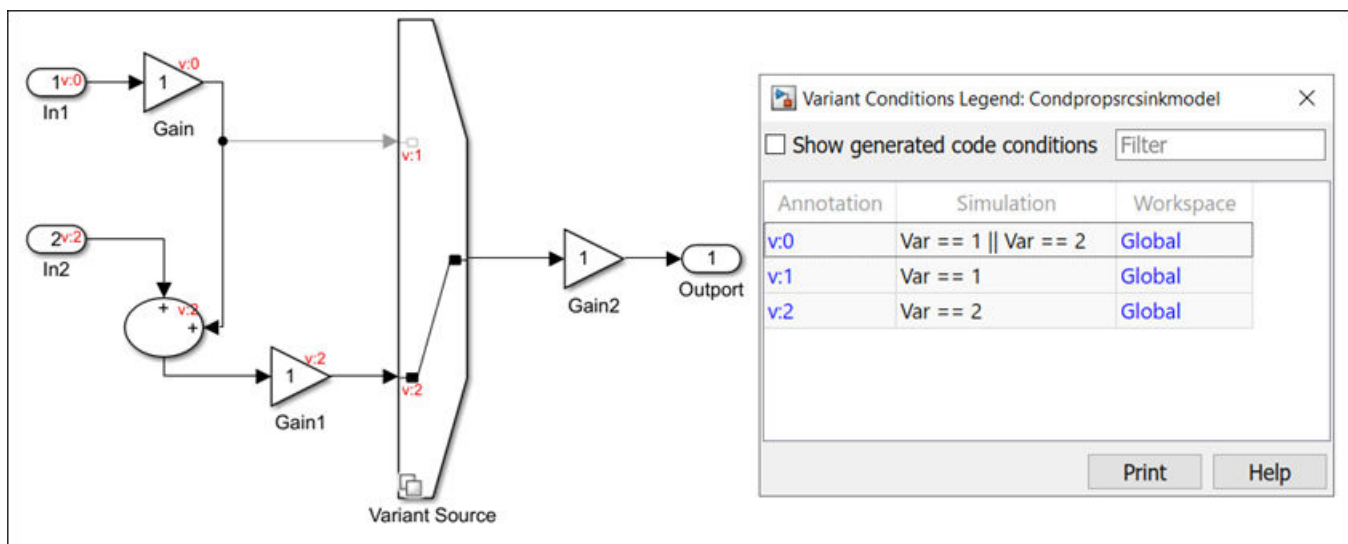 1 v:0
In1
1
v:0
Gain
v:1
2 v:2
In2
+
v:2
+
1
v:2
Gain1
v:2
Variant Source
1
Gain2
1
Outport
Variant Conditions Legend: Condpropsrcsinkmodel
Show generated code conditions Filter
Annotation Simulation Workspace
v:0 Var == 1 || Var == 2 Global
v:1 Var == 1 Global
v:2 Var == 2 Global
Print Help